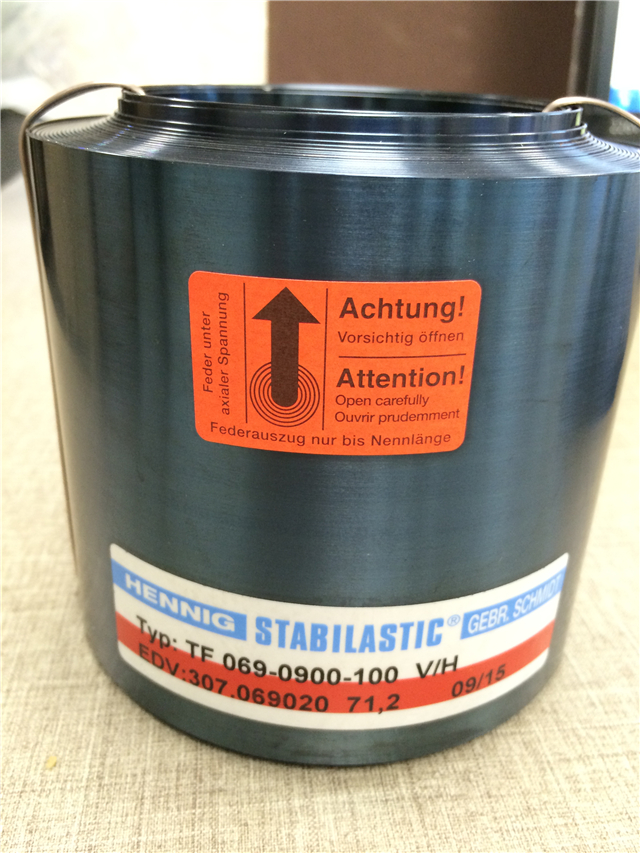 Feder unter
axialer Spannung
Achtung!
Vorsichtig öffnen
Attention!
Open carefully
Ouvrir prudemment
Federauszug nur bis Nennlänge
HENNIG STABILASTIC® GEBR. SCHMIDT
Typ: TF 069-0900-100 V/H
EDV:307.069020 71,2 09/15